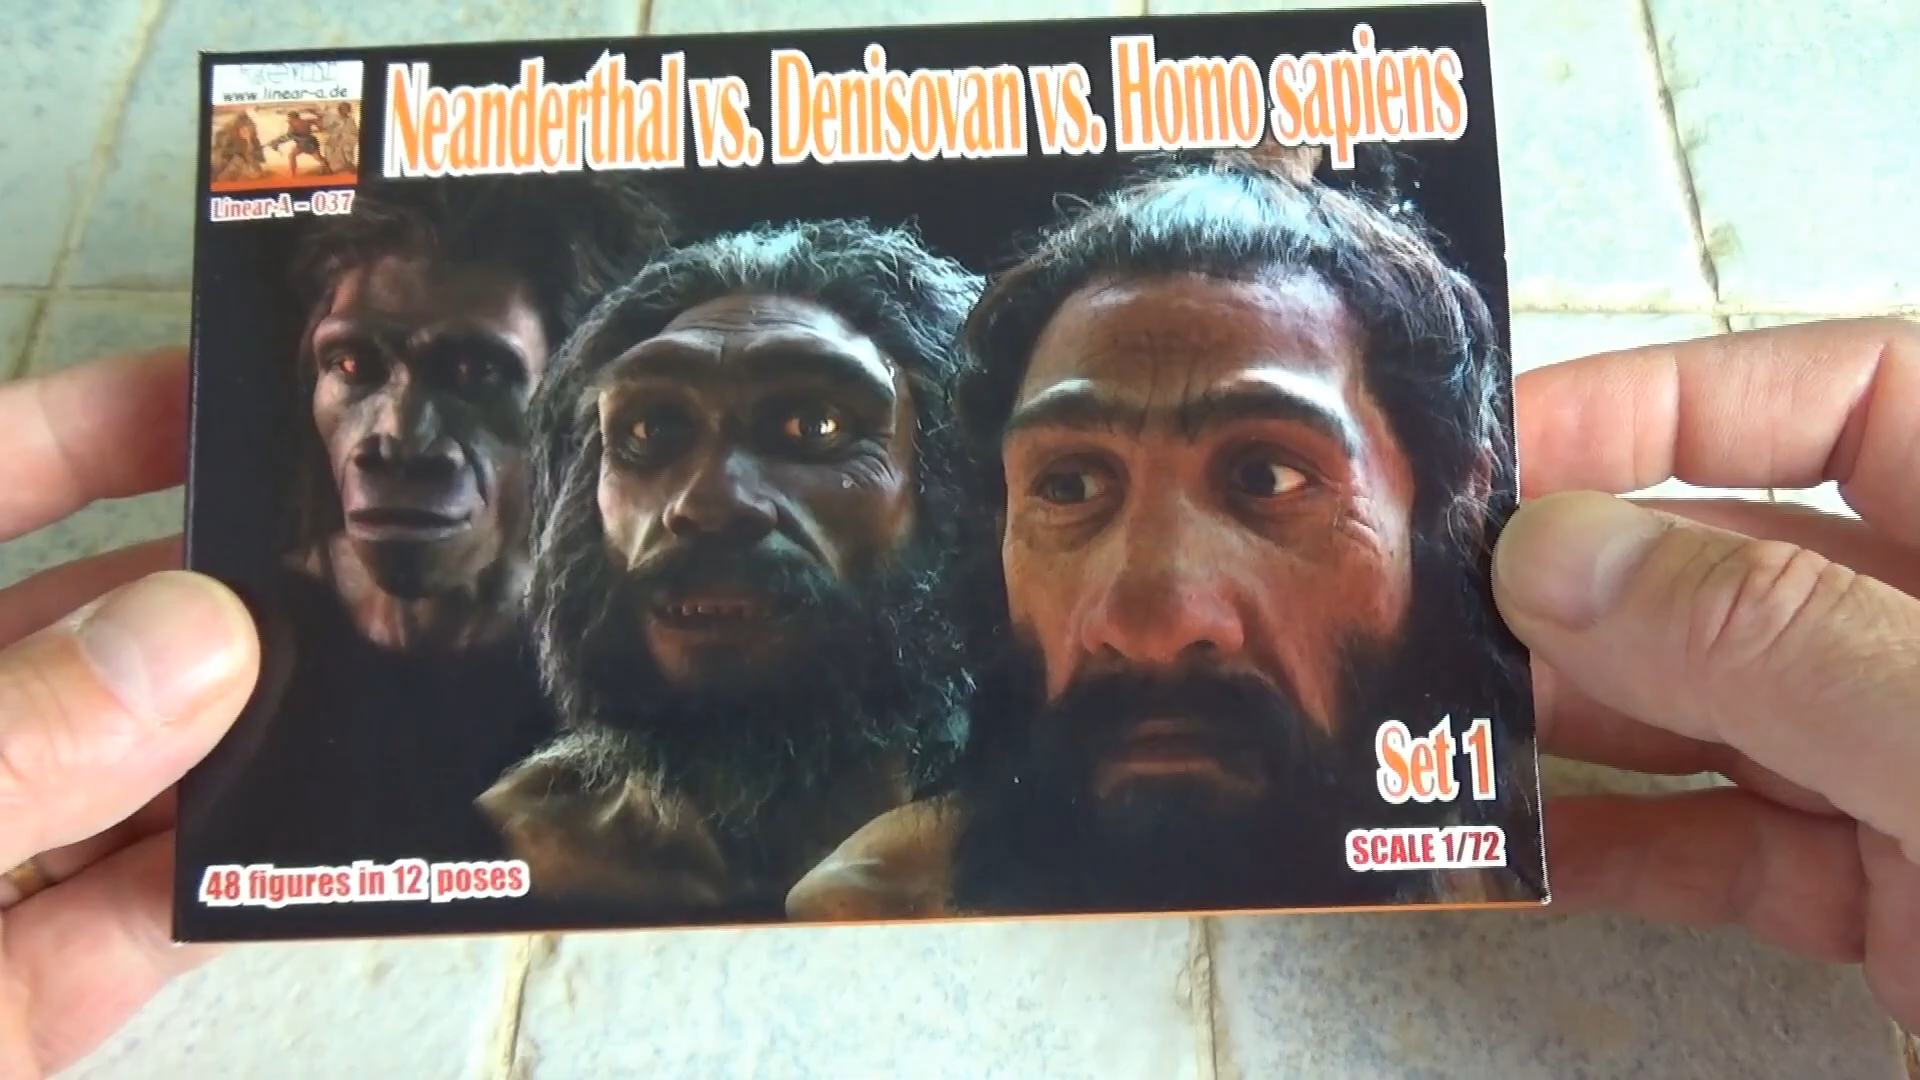 www.linear-a.de
Linear-A - 037
Neanderthal vs. Denisovan vs. Homo sapiens
Set 1
SCALE 1/72
48 figures in 12 poses